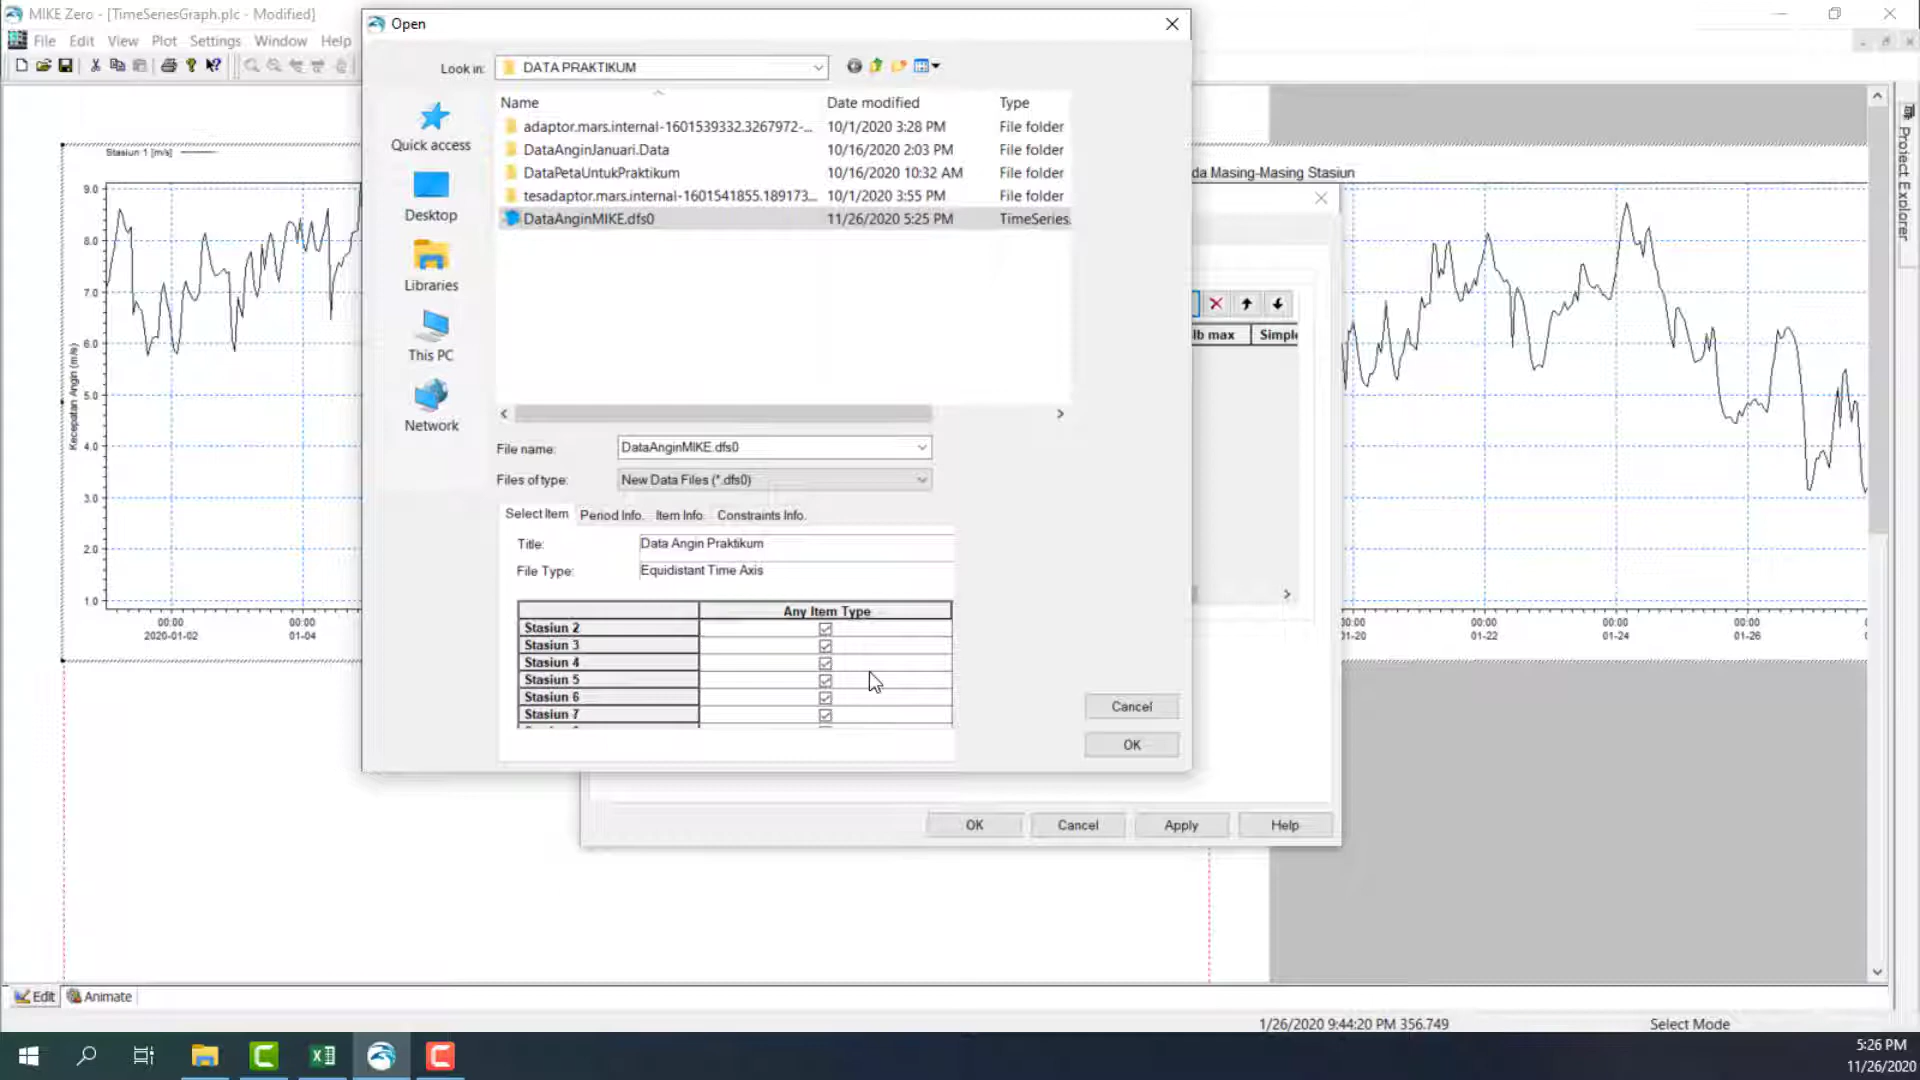 MIKE Zero - [TimeSeriesGraph.plc - Modified]
File Edit View Plot Settings Window Help
Open
Look in: DATA PRAKTIKUM
Name Date modified Type
adaptor.mars.internal-1601539332.3267972-... 10/1/2020 3:28 PM File folder
DataAnginJanuari.Data 10/16/2020 2:03 PM File folder
DataPetaUntukPraktikum 10/16/2020 10:32 AM File folder
tesadaptor.mars.internal-1601541855.189173... 10/1/2020 3:55 PM File folder
DataAnginMIKE.dfs0 11/26/2020 5:25 PM TimeSeries.
Quick access
Desktop
Libraries
This PC
Network
File name: DataAnginMIKE.dfs0
Files of type: New Data Files (*.dfs0)
Select Item Period Info. Item Info. Constraints Info.
Title: Data Angin Praktikum
File Type: Equidistant Time Axis
Any Item Type
Stasiun 2
Stasiun 3
Stasiun 4
Stasiun 5
Stasiun 6
Stasiun 7
Cancel
OK
Stasiun 1 [m/s]
da Masing-Masing Stasiun
Kecepatan Angin (m/s)
9.0
8.0
7.0
6.0
5.0
4.0
3.0
2.0
1.0
00:00 00:00
2020-01-02 01-04
lb max Simple
00:00 00:00 00:00 00:00
01-20 01-22 01-24 01-26
OK Cancel Apply Help
Project Explorer
Edit Animate
1/26/2020 9:44:20 PM 356.749 Select Mode
5:26 PM
11/26/2020